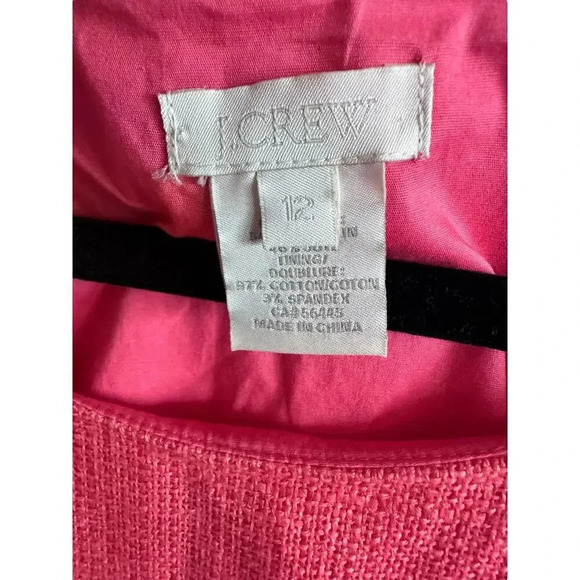 J.CREW
12
LINING/
DOUBLURE:
97% COTTON/COTON
3% SPANDEX
CA#56445
MADE IN CHINA